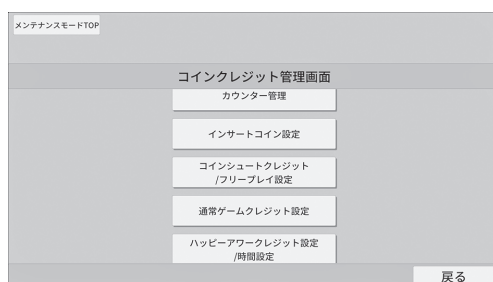 メンテナンスモードTOP
コインクレジット管理画面
カウンター管理
インサートコイン設定
コインシュートクレジット
/フリープレイ設定
通常ゲームクレジット設定
ハッピーアワークレジット設定
/時間設定
戻る